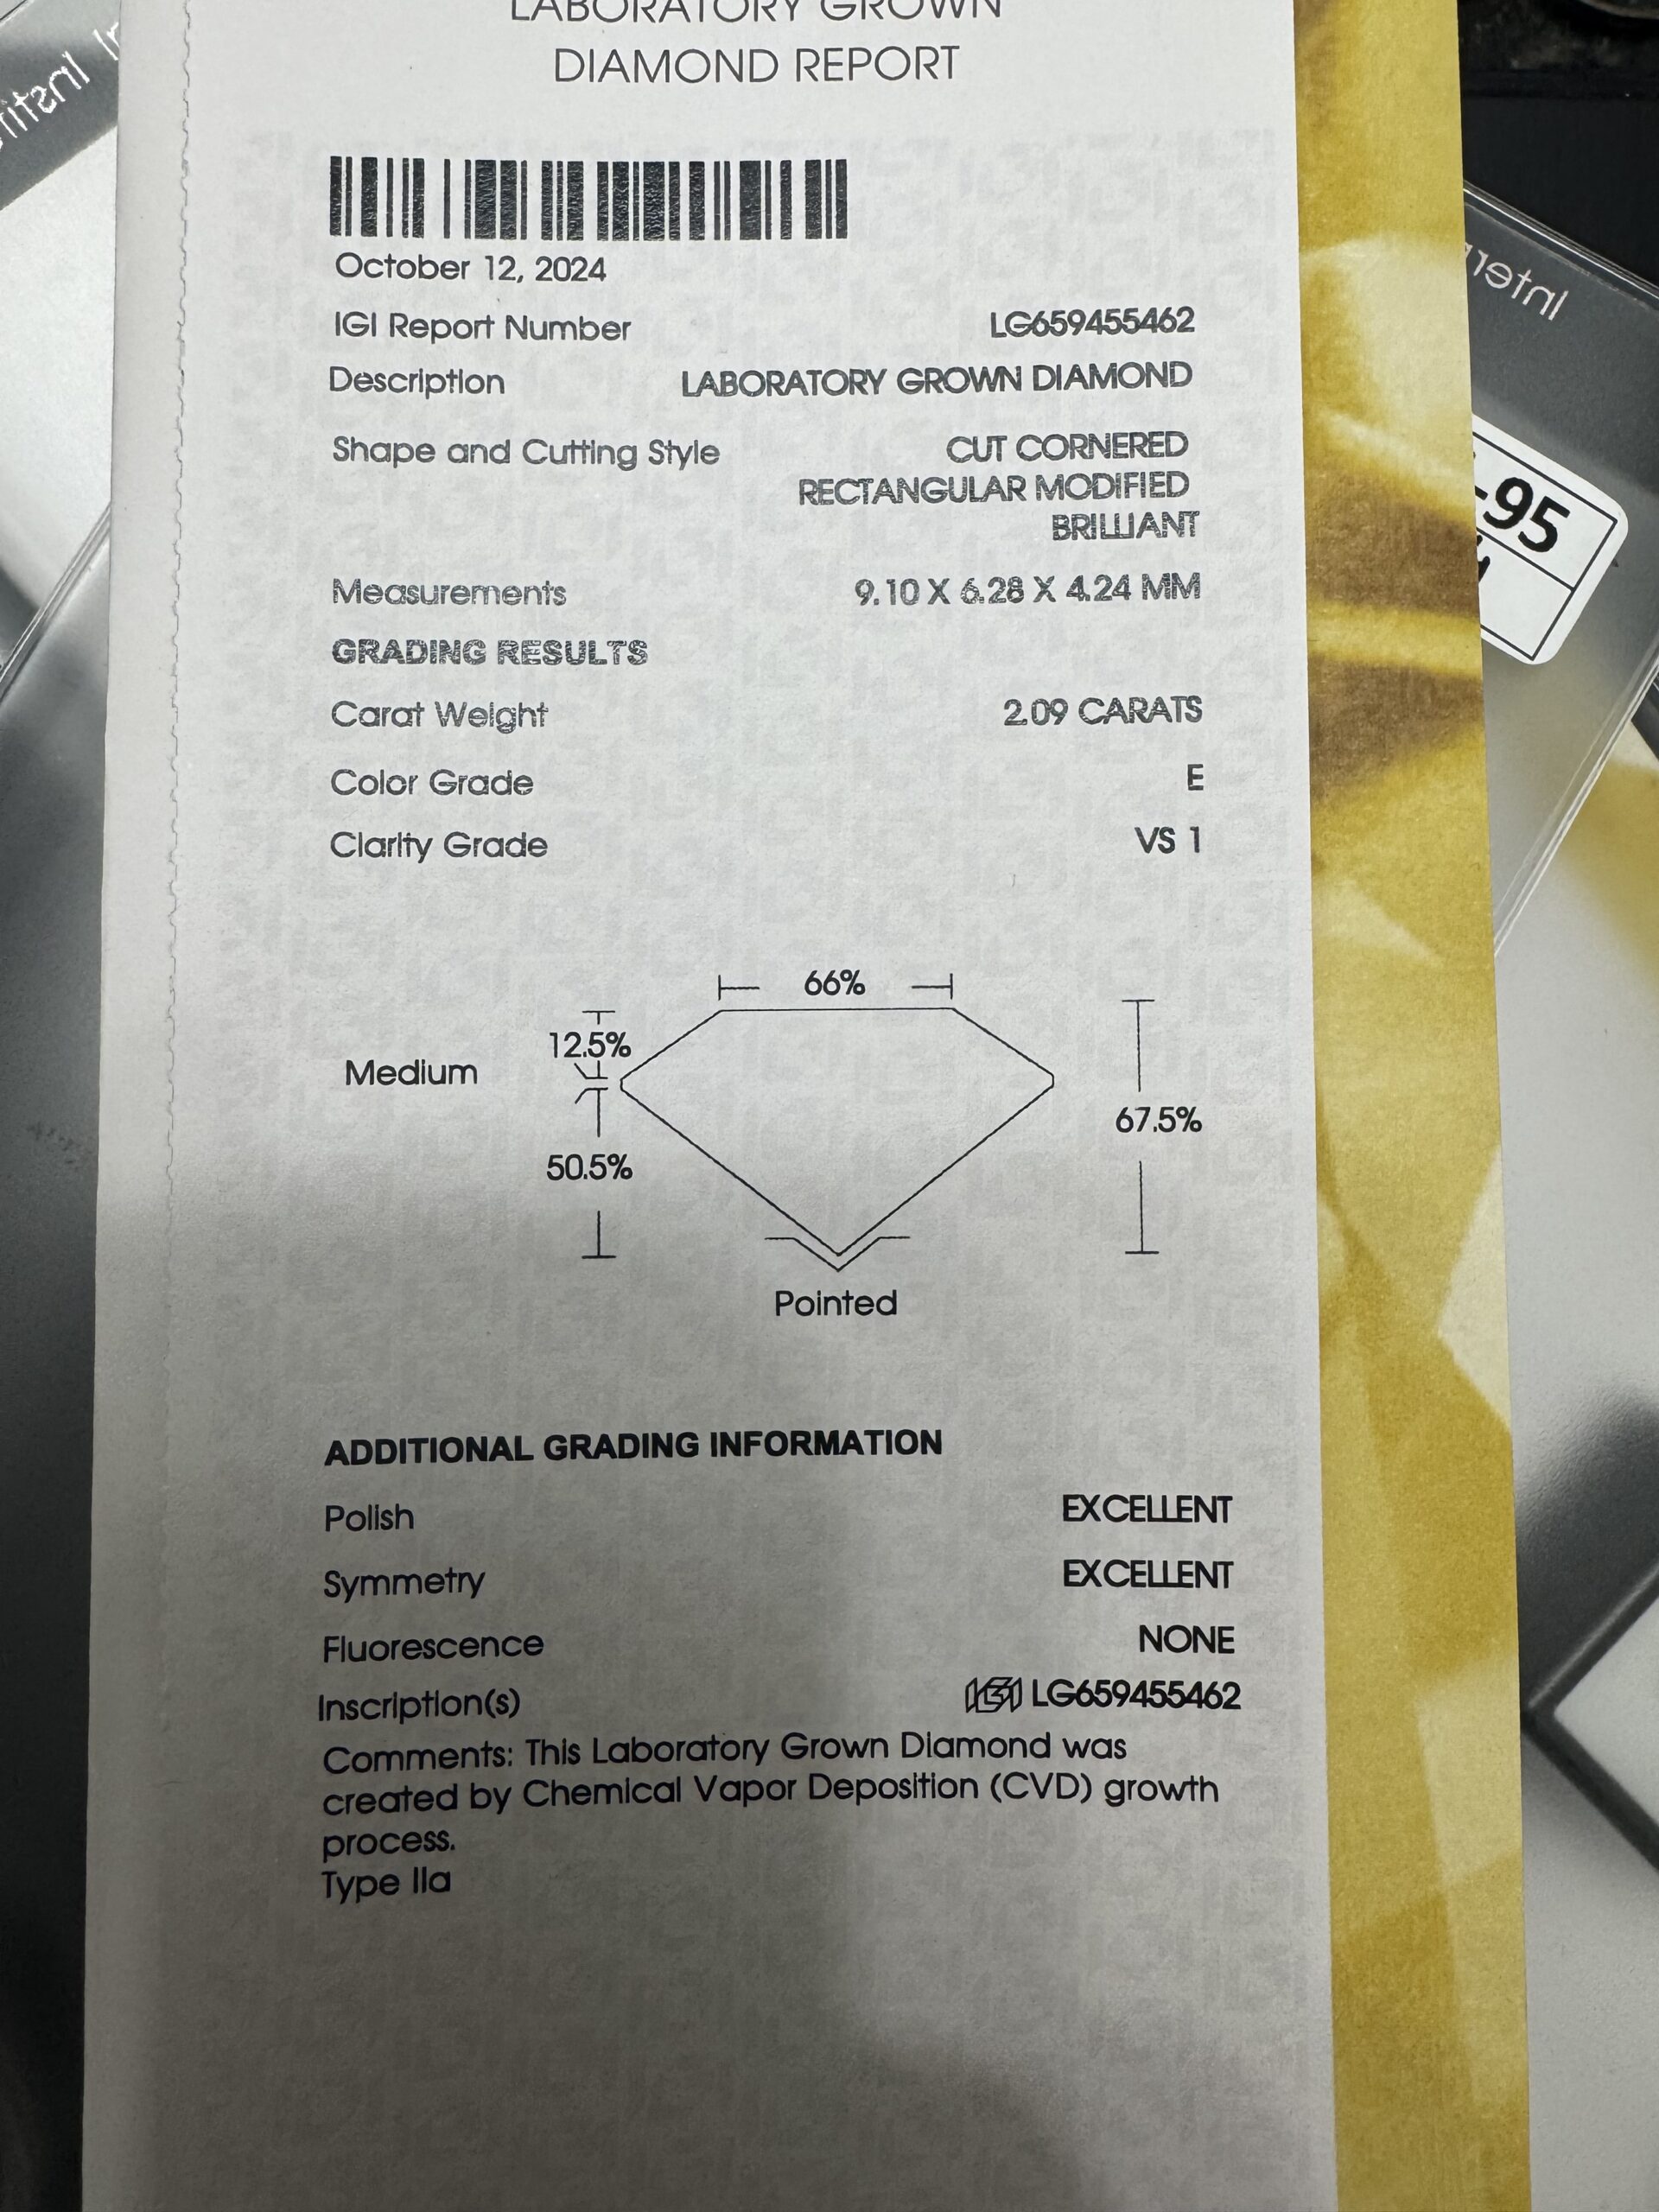 LABORATORY GROWN
DIAMOND REPORT
October 12, 2024
IGI Report Number LG659455462
Description LABORATORY GROWN DIAMOND
Shape and Cutting Style CUT CORNERED
RECTANGULAR MODIFIED
BRILLIANT
Measurements 9.10 X 6.28 X 4.24 MM
GRADING RESULTS
Carat Weight 2.09 CARATS
Color Grade E
Clarity Grade VS 1
66%
12.5%
Medium
67.5%
50.5%
Pointed
ADDITIONAL GRADING INFORMATION
Polish EXCELLENT
Symmetry EXCELLENT
Fluorescence NONE
Inscription(s) IGI LG659455462
Comments: This Laboratory Grown Diamond was
created by Chemical Vapor Deposition (CVD) growth
process.
Type IIa
-95